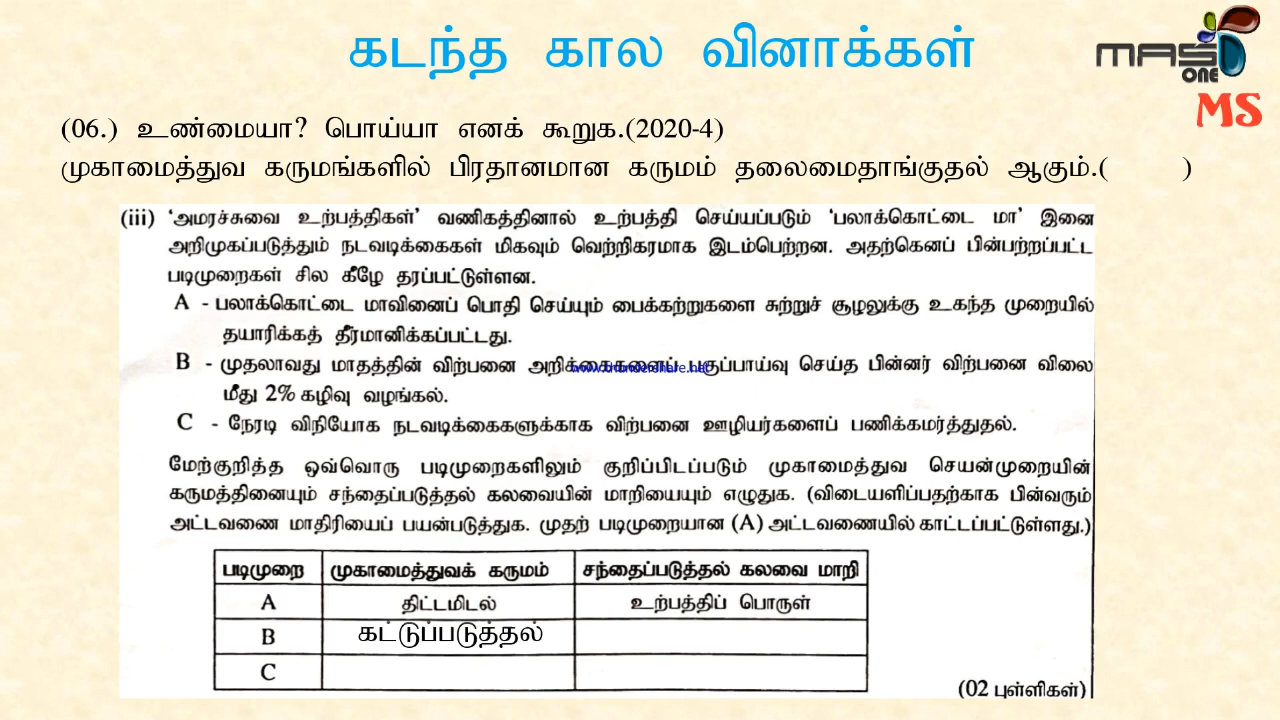 கடந்த கால வினாக்கள்
MAS
ONE
MS
(06.) உண்மையா? பொய்யா எனக் கூறுக.(2020-4)
முகாமைத்துவ கருமங்களில் பிரதானமான கருமம் தலைமைதாங்குதல் ஆகும்.( )
(iii) 'அமரச்சுவை உற்பத்திகள்' வணிகத்தினால் உற்பத்தி செய்யப்படும் 'பலாக்கொட்டை மா' இனை
அறிமுகப்படுத்தும் நடவடிக்கைகள் மிகவும் வெற்றிகரமாக இடம்பெற்றன. அதற்கெனப் பின்பற்றப்பட்ட
படிமுறைகள் சில கீழே தரப்பட்டுள்ளன.
A - பலாக்கொட்டை மாவினைப் பொதி செய்யும் பைக்கற்றுகளை சுற்றுச் சூழலுக்கு உகந்த முறையில்
தயாரிக்கத் தீர்மானிக்கப்பட்டது.
B - முதலாவது மாதத்தின் விற்பனை அறிக்கைகளைப் பகுப்பாய்வு செய்த பின்னர் விற்பனை விலை
மீது 2% கழிவு வழங்கல்.
C - நேரடி விநியோக நடவடிக்கைகளுக்காக விற்பனை ஊழியர்களைப் பணிக்கமர்த்துதல்.
மேற்குறித்த ஒவ்வொரு படிமுறைகளிலும் குறிப்பிடப்படும் முகாமைத்துவ செயன்முறையின்
கருமத்தினையும் சந்தைப்படுத்தல் கலவையின் மாறியையும் எழுதுக. (விடையளிப்பதற்காக பின்வரும்
அட்டவணை மாதிரியைப் பயன்படுத்துக. முதற் படிமுறையான (A) அட்டவணையில் காட்டப்பட்டுள்ளது.)
படிமுறை முகாமைத்துவக் கருமம் சந்தைப்படுத்தல் கலவை மாறி
A திட்டமிடல் உற்பத்திப் பொருள்
B கட்டுப்படுத்தல்
C
(02 புள்ளிகள்)